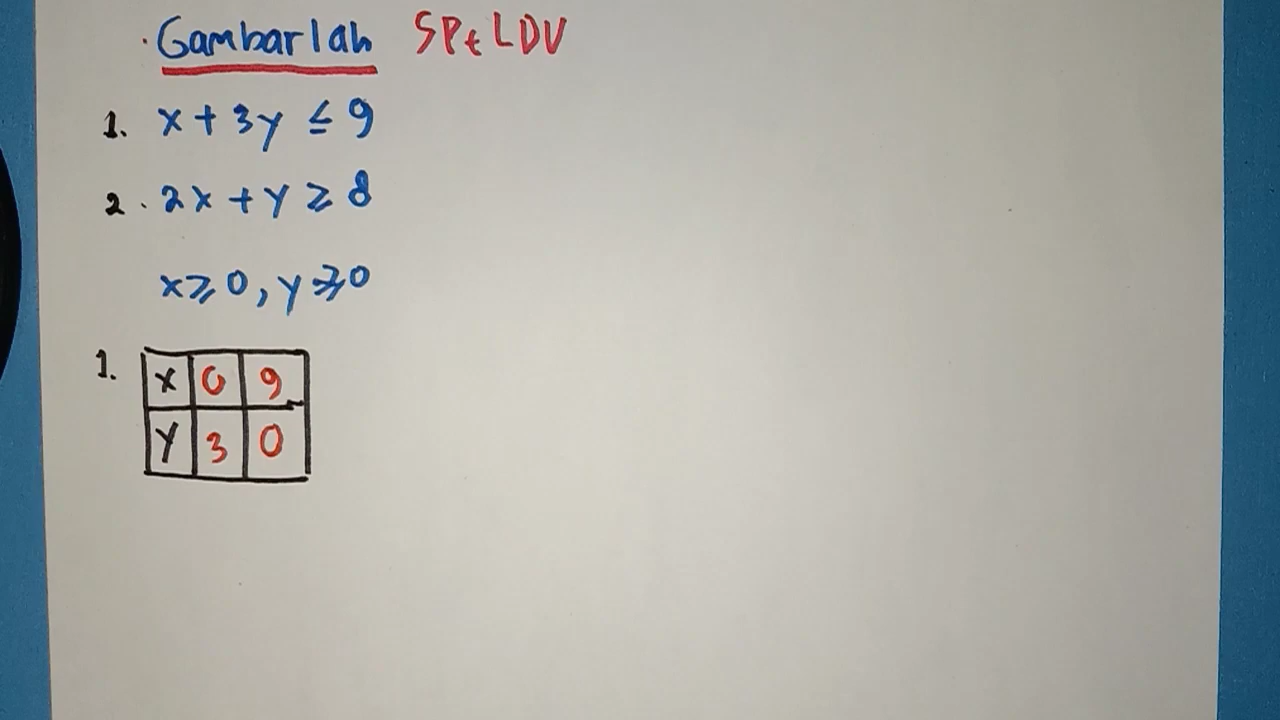 · Gambarlah SPtLDV
1. x + 3y ≤ 9
2. 2x + y ≥ 8
x ≥ 0, y ≥ 0
1.
x 0 9
y 3 0